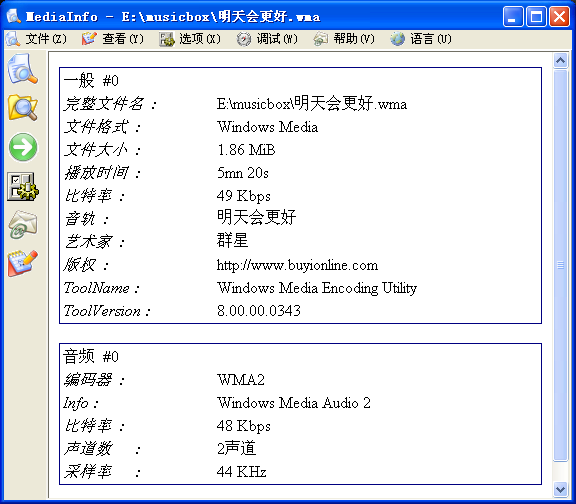 MediaInfo - E:\musicbox\明天会更好.wma
文件(Z) 查看(Y) 选项(X) 调试(W) 帮助(V) 语言(U)
一般 #0
完整文件名： E:\musicbox\明天会更好.wma
文件格式： Windows Media
文件大小： 1.86 MiB
播放时间： 5mn 20s
比特率： 49 Kbps
音轨： 明天会更好
艺术家： 群星
版权： http://www.buyionline.com
ToolName： Windows Media Encoding Utility
ToolVersion： 8.00.00.0343
音频 #0
编码器： WMA2
Info： Windows Media Audio 2
比特率： 48 Kbps
声道数 ： 2声道
采样率 ： 44 KHz